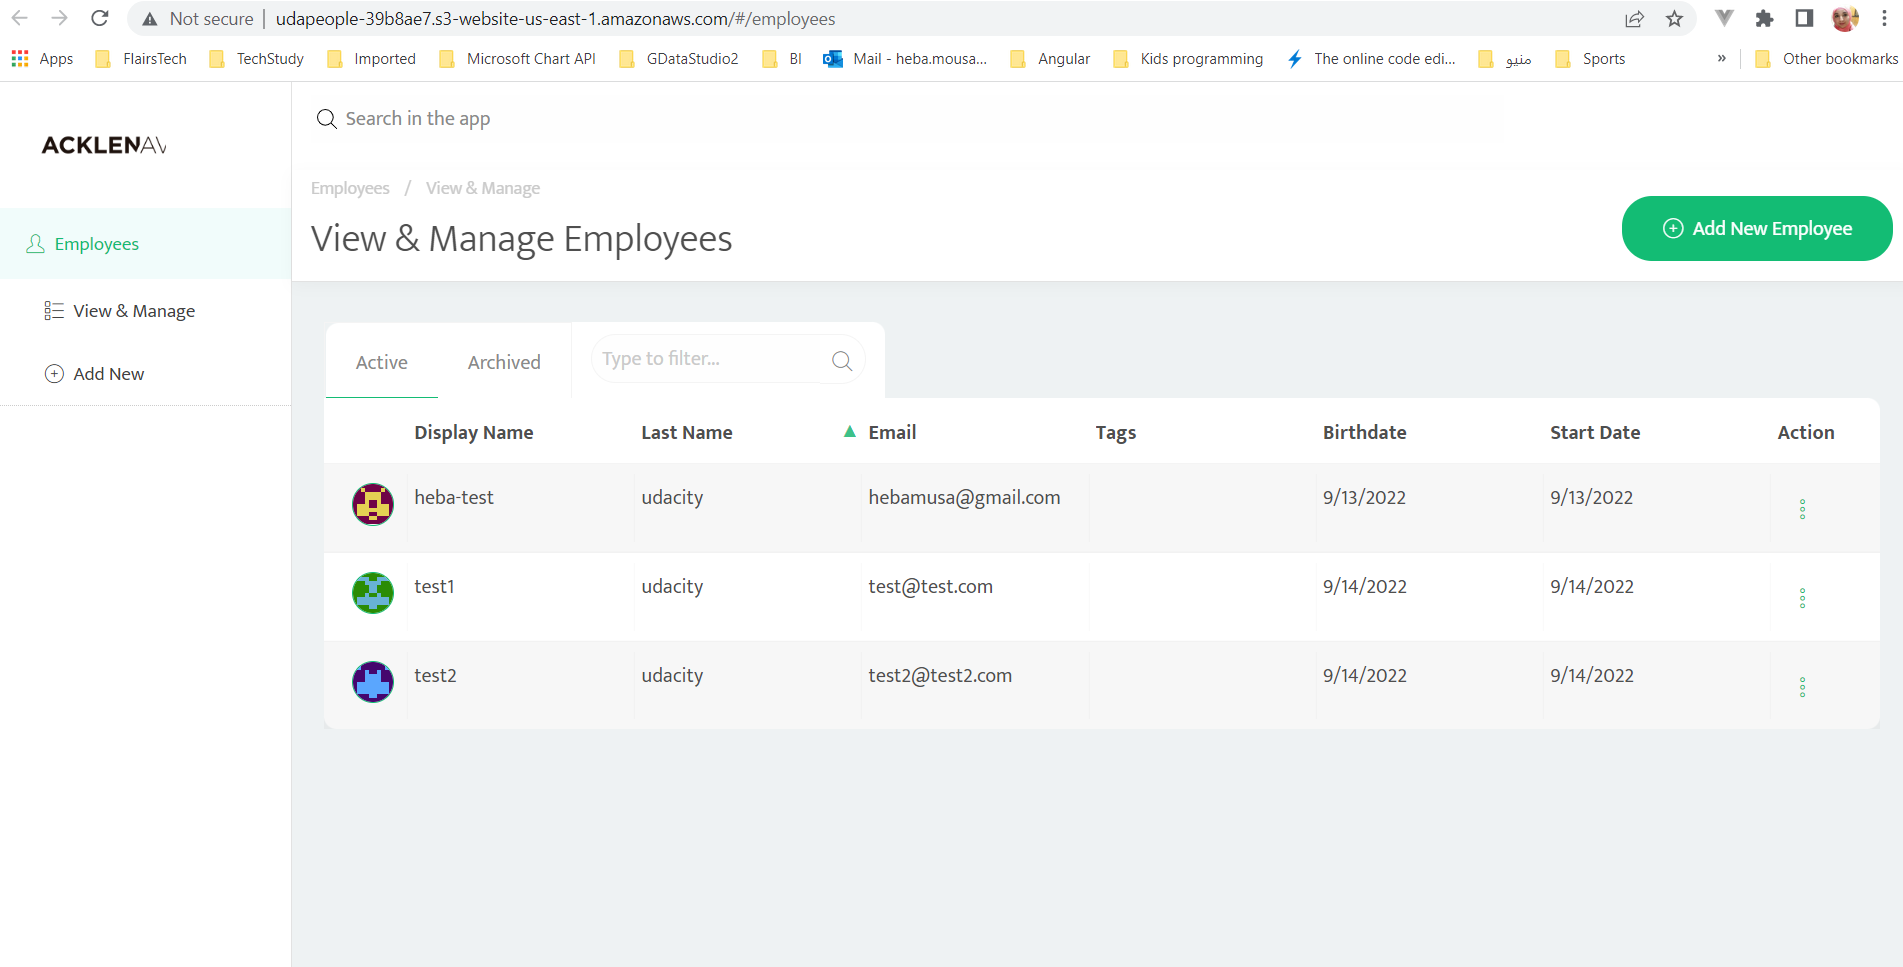 Not secure | udapeople-39b8ae7.s3-website-us-east-1.amazonaws.com/#/employees
Apps FlairsTech TechStudy Imported Microsoft Chart API GDataStudio2 BI Mail - heba.mousa... Angular Kids programming The online code edi... منيو Sports » Other bookmarks
ACKLENAV
Search in the app
Employees / View & Manage
View & Manage Employees
Add New Employee
Employees
View & Manage
Add New
Active Archived Type to filter...
Display Name Last Name ▲ Email Tags Birthdate Start Date Action
heba-test udacity hebamusa@gmail.com 9/13/2022 9/13/2022
test1 udacity test@test.com 9/14/2022 9/14/2022
test2 udacity test2@test2.com 9/14/2022 9/14/2022